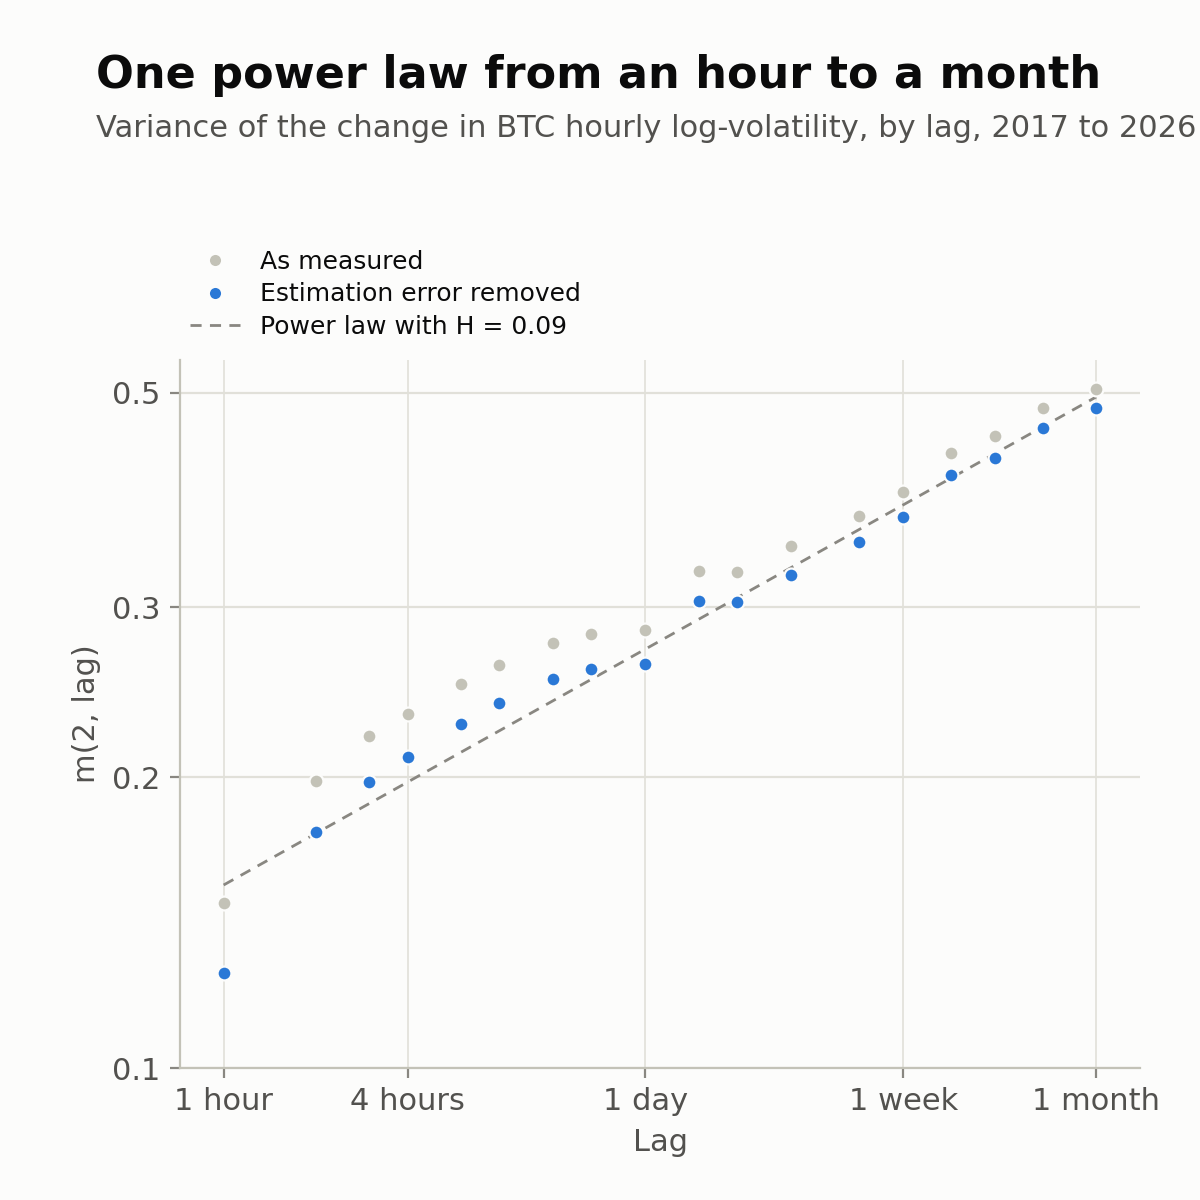 One power law from an hour to a month
Variance of the change in BTC hourly log-volatility, by lag, 2017 to 2026
As measured
Estimation error removed
Power law with H = 0.09
0.5
0.3
0.2
0.1
m(2, lag)
1 hour 4 hours 1 day 1 week 1 month
Lag